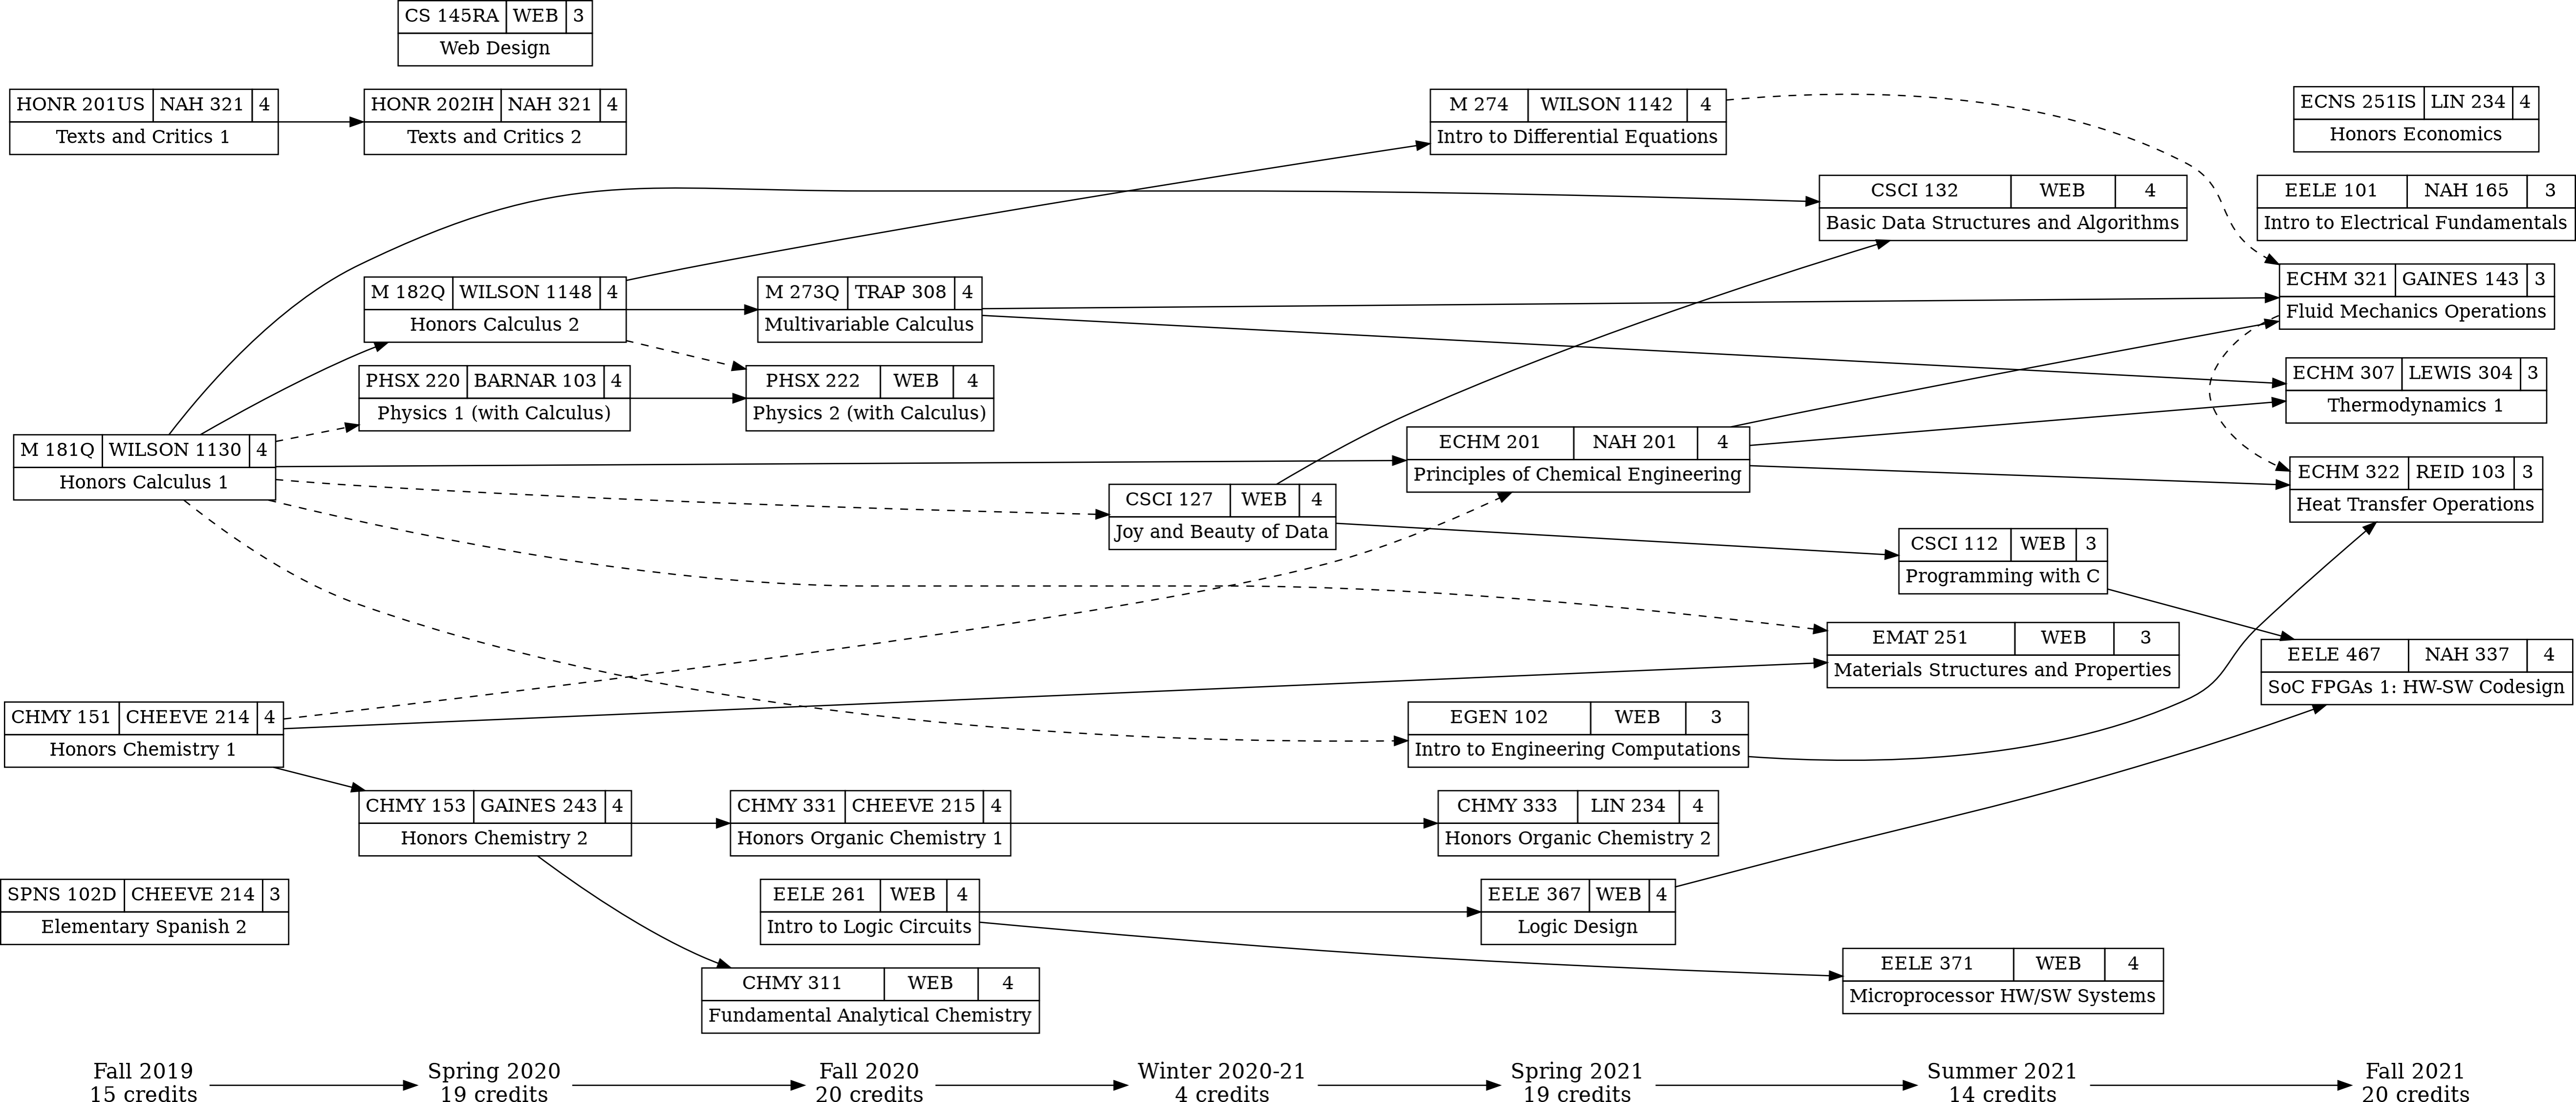 CS 145RA WEB 3
Web Design
HONR 201US NAH 321 4
Texts and Critics 1
HONR 202IH NAH 321 4
Texts and Critics 2
M 274 WILSON 1142 4
Intro to Differential Equations
ECNS 251IS LIN 234 4
Honors Economics
CSCI 132 WEB 4
Basic Data Structures and Algorithms
EELE 101 NAH 165 3
Intro to Electrical Fundamentals
M 182Q WILSON 1148 4
Honors Calculus 2
M 273Q TRAP 308 4
Multivariable Calculus
ECHM 321 GAINES 143 3
Fluid Mechanics Operations
PHSX 220 BARNAR 103 4
Physics 1 (with Calculus)
PHSX 222 WEB 4
Physics 2 (with Calculus)
ECHM 307 LEWIS 304 3
Thermodynamics 1
M 181Q WILSON 1130 4
Honors Calculus 1
ECHM 201 NAH 201 4
Principles of Chemical Engineering
CSCI 127 WEB 4
Joy and Beauty of Data
ECHM 322 REID 103 3
Heat Transfer Operations
CSCI 112 WEB 3
Programming with C
EMAT 251 WEB 3
Materials Structures and Properties
EELE 467 NAH 337 4
SoC FPGAs 1: HW-SW Codesign
CHMY 151 CHEEVE 214 4
Honors Chemistry 1
EGEN 102 WEB 3
Intro to Engineering Computations
CHMY 153 GAINES 243 4
Honors Chemistry 2
CHMY 331 CHEEVE 215 4
Honors Organic Chemistry 1
CHMY 333 LIN 234 4
Honors Organic Chemistry 2
SPNS 102D CHEEVE 214 3
Elementary Spanish 2
EELE 261 WEB 4
Intro to Logic Circuits
EELE 367 WEB 4
Logic Design
CHMY 311 WEB 4
Fundamental Analytical Chemistry
EELE 371 WEB 4
Microprocessor HW/SW Systems
Fall 2019
15 credits
Spring 2020
19 credits
Fall 2020
20 credits
Winter 2020-21
4 credits
Spring 2021
19 credits
Summer 2021
14 credits
Fall 2021
20 credits